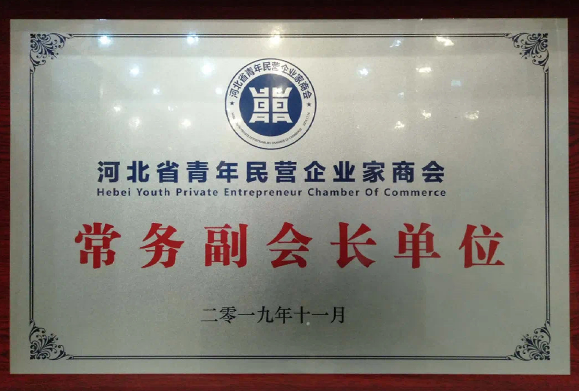 河北省青年民营企业家商会
河北省青年民营企业家商会
Hebei Youth Private Entrepreneur Chamber Of Commerce
常务副会长单位
二零一九年十一月